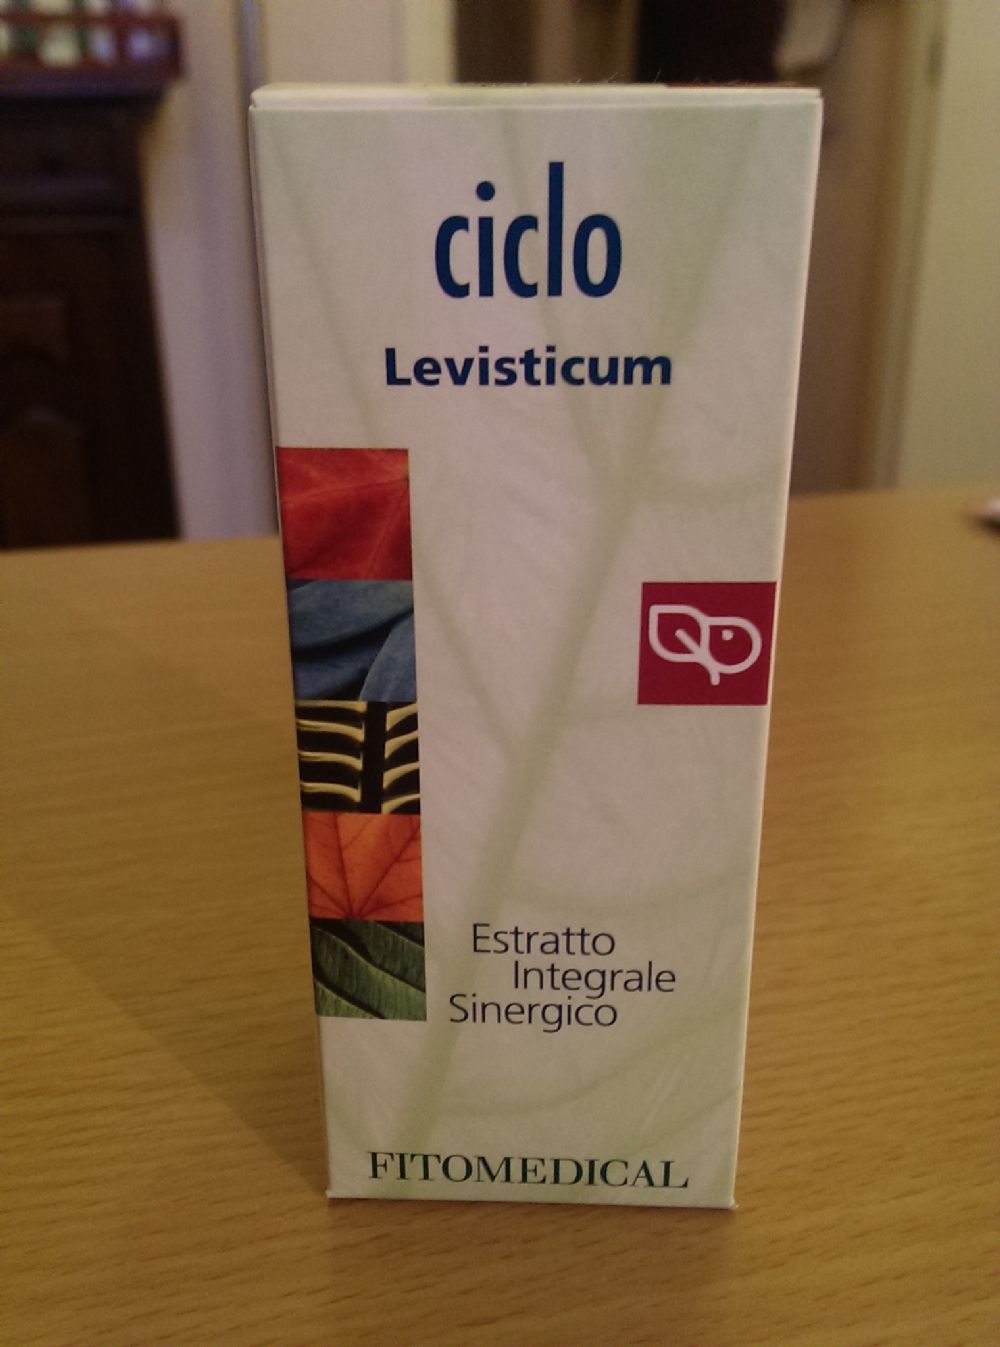 ciclo
Levisticum
Estratto
Integrale
Sinergico
FITOMEDICAL